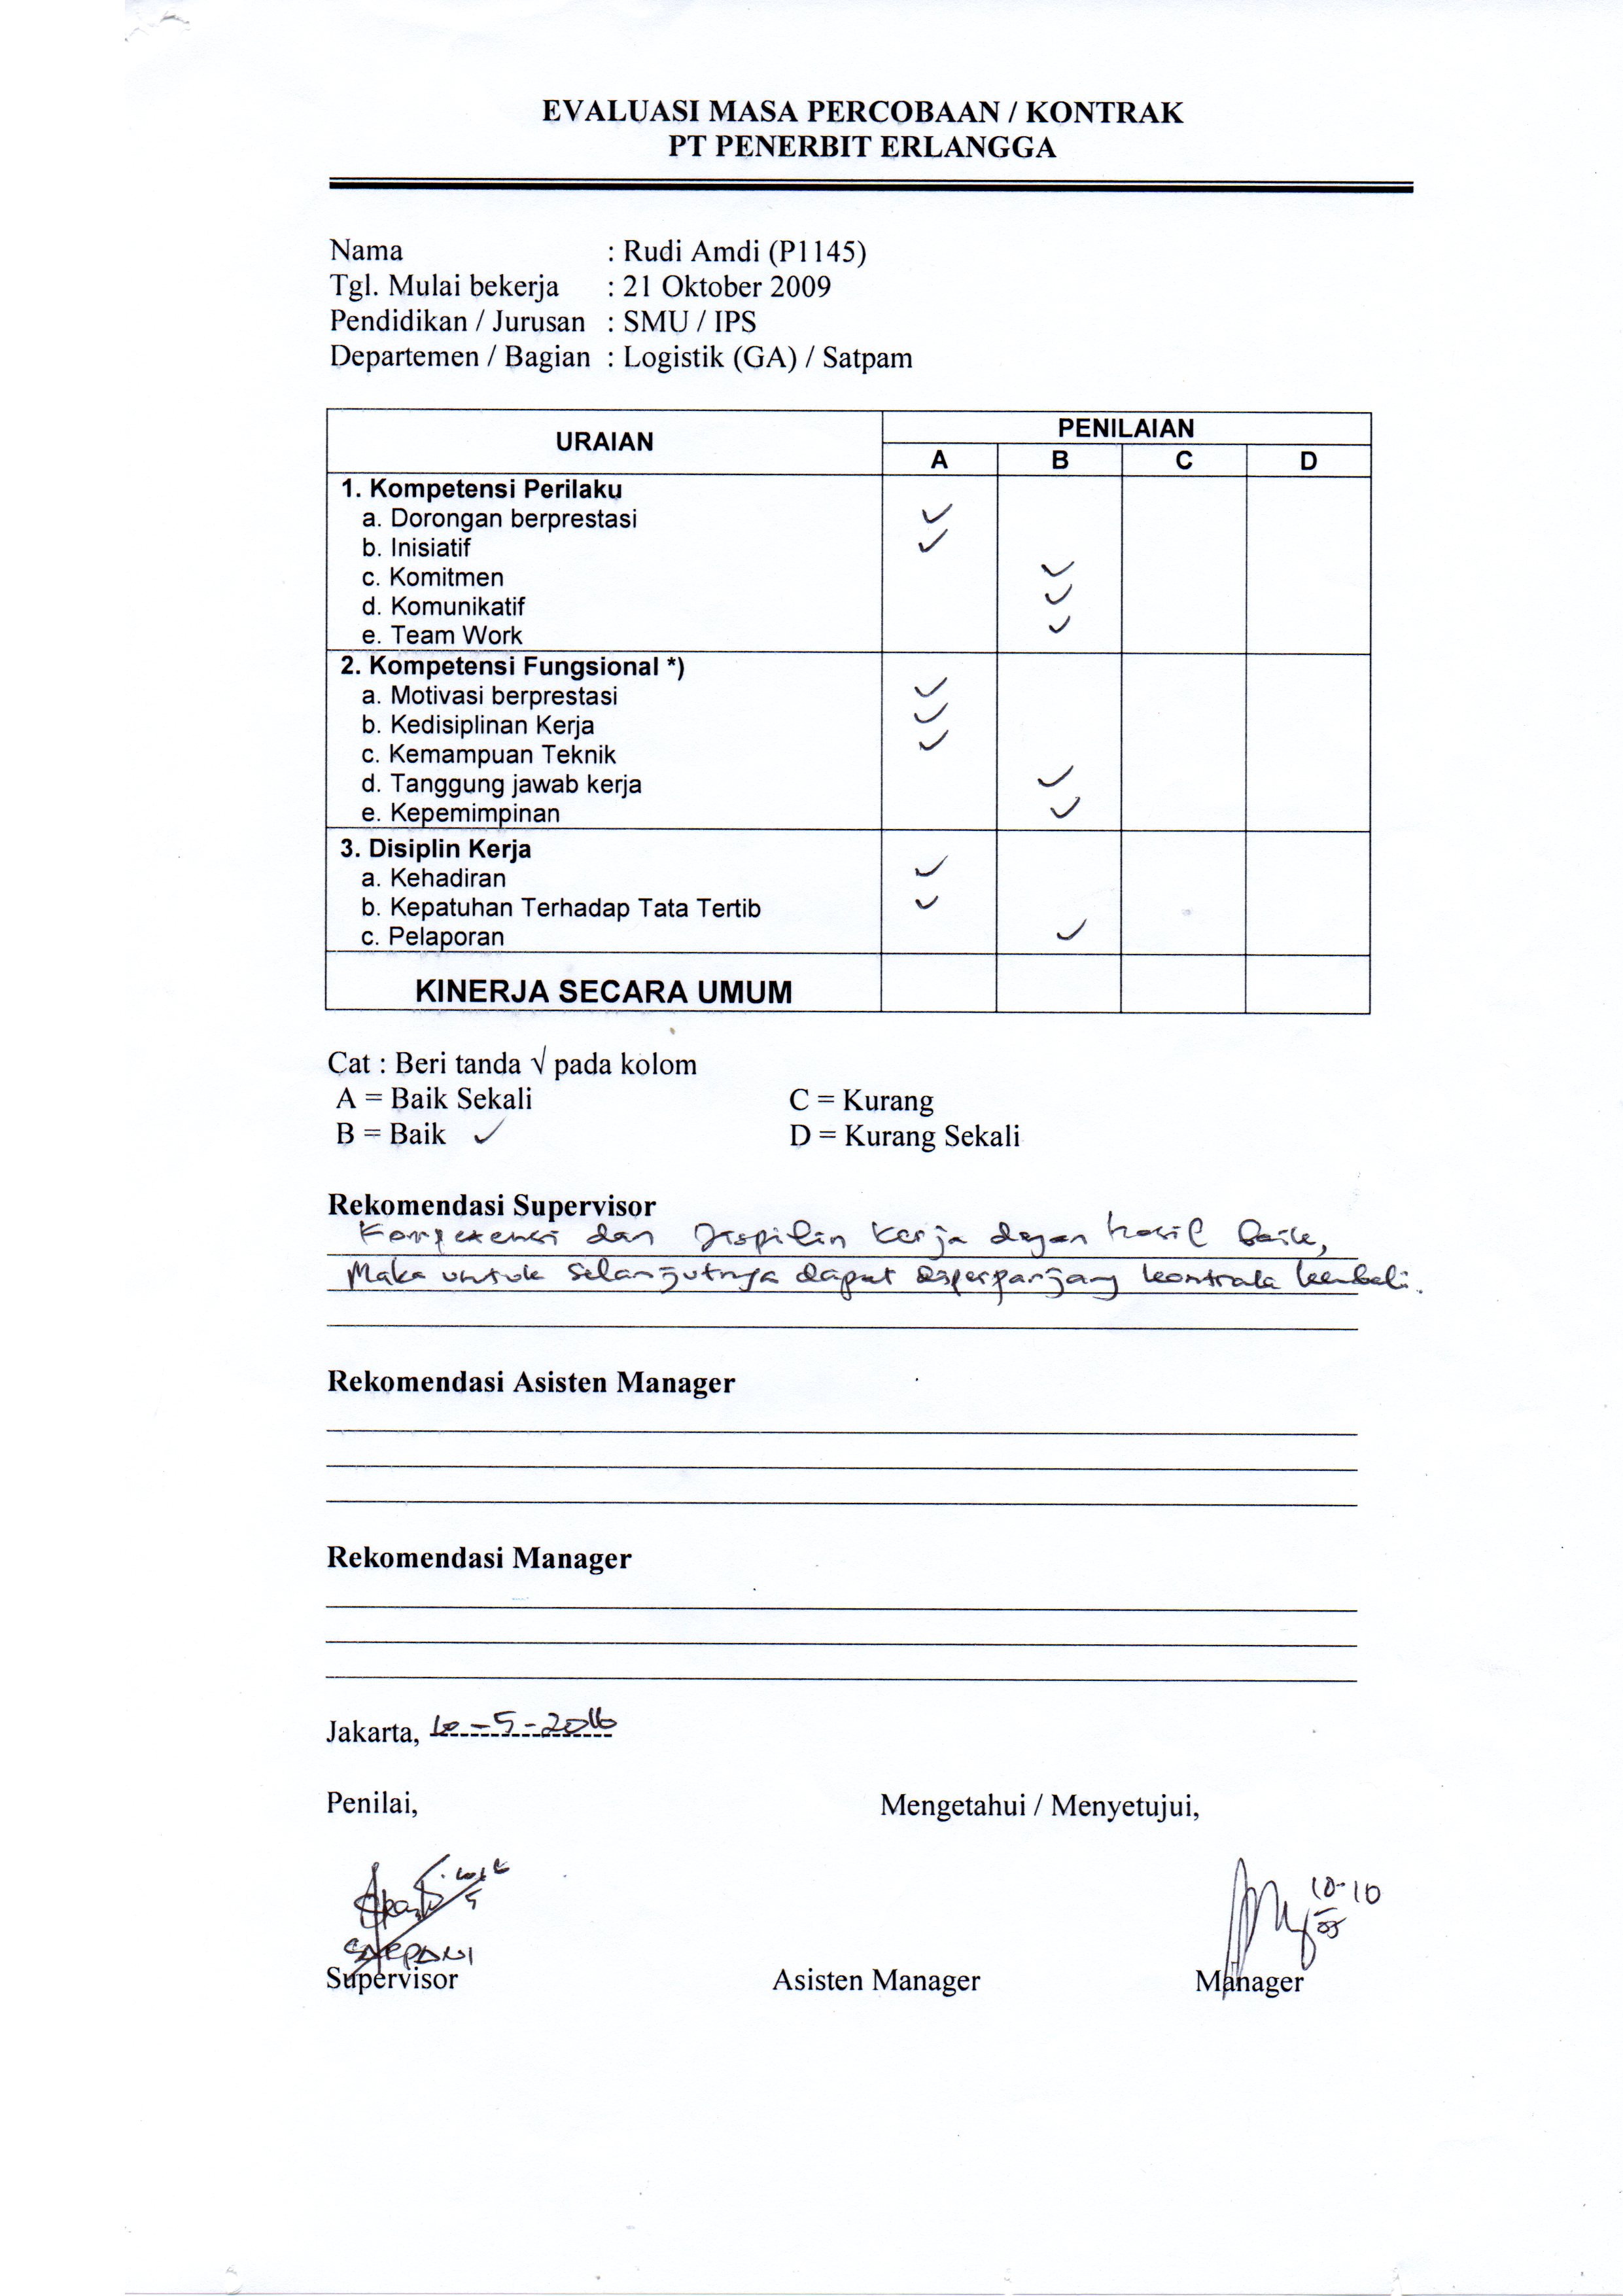 EVALUASI MASA PERCOBAAN / KONTRAK
PT PENERBIT ERLANGGA
Nama : Rudi Amdi (P1145)
Tgl. Mulai bekerja : 21 Oktober 2009
Pendidikan / Jurusan : SMU / IPS
Departemen / Bagian : Logistik (GA) / Satpam
URAIAN PENILAIAN
A B C D
1. Kompetensi Perilaku
a. Dorongan berprestasi ✓
b. Inisiatif ✓
c. Komitmen ✓
d. Komunikatif ✓
e. Team Work ✓
2. Kompetensi Fungsional *)
a. Motivasi berprestasi ✓
b. Kedisiplinan Kerja ✓
c. Kemampuan Teknik ✓
d. Tanggung jawab kerja ✓
e. Kepemimpinan ✓
3. Disiplin Kerja
a. Kehadiran ✓
b. Kepatuhan Terhadap Tata Tertib ✓
c. Pelaporan ✓
KINERJA SECARA UMUM
Cat : Beri tanda √ pada kolom
A = Baik Sekali C = Kurang
B = Baik ✓ D = Kurang Sekali
Rekomendasi Supervisor
Kompetensi dan Kerja dengan hasil baik,
Maka untuk selanjutnya dapat diperpanjang kontrak kembali.
Rekomendasi Asisten Manager
Rekomendasi Manager
Jakarta, 10-5-2010
Penilai, Mengetahui / Menyetujui,
10-10
05
Supervisor Asisten Manager Manager